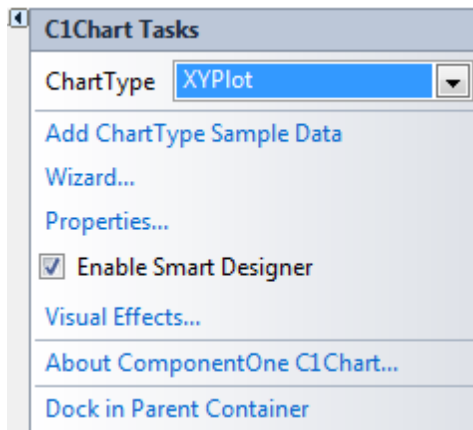 C1Chart Tasks
ChartType XYPlot
Add ChartType Sample Data
Wizard...
Properties...
Enable Smart Designer
Visual Effects...
About ComponentOne C1Chart...
Dock in Parent Container